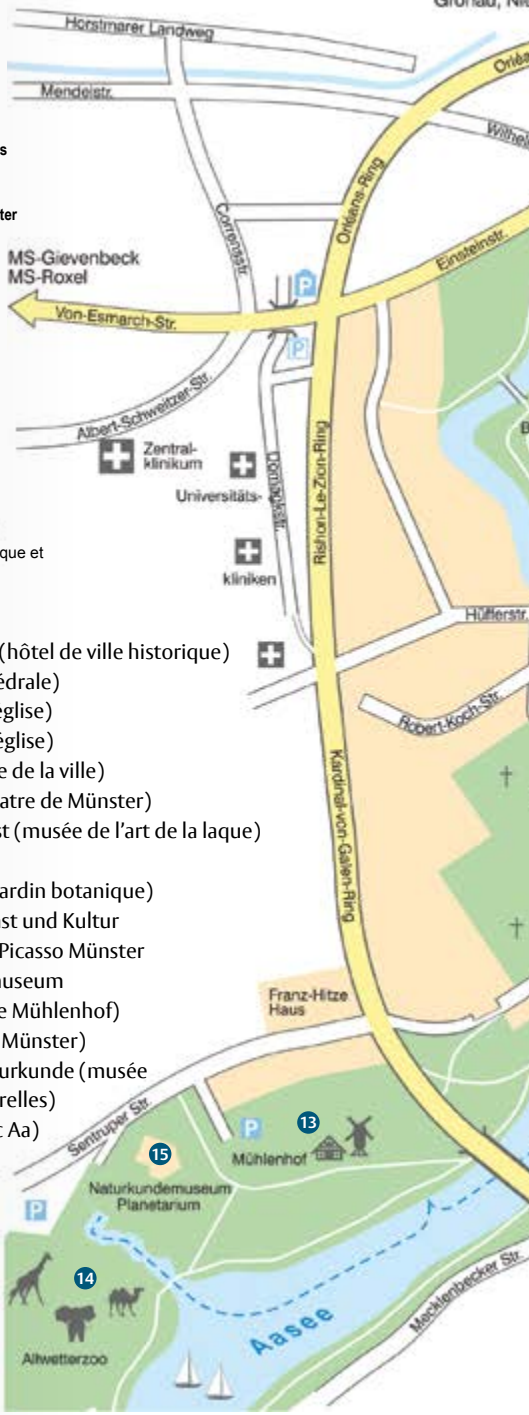 Gronau, Ni
Horstmarer Landweg
Orléa
Mendelstr.
Wilhel
s
ter
Orléans-Ring
Corrensstr.
MS-Gievenbeck
MS-Roxel
Einsteinstr.
P
Von-Esmarch-Str.
P
Albert-Schweitzer-Str.
B
Zentral-
klinikum
Rishon-Le-Zion-Ring
Domagkstr.
Universitäts-
que et
kliniken
Hüfferstr.
(hôtel de ville historique)
édrale)
église)
église)
Robert-Koch-Str.
e de la ville)
atre de Münster)
st (musée de l'art de la laque)
Kardinal-von-Galen-Ring
ardin botanique)
nst und Kultur
Picasso Münster
museum
Franz-Hitze
Haus
e Mühlenhof)
Münster)
urkunde (musée
relles)
c Aa)
Sentruper Str.
P
13
Mühlenhof
15
Naturkundemuseum
Planetarium
P
14
Mecklenbecker Str.
Aasee
Allwetterzoo